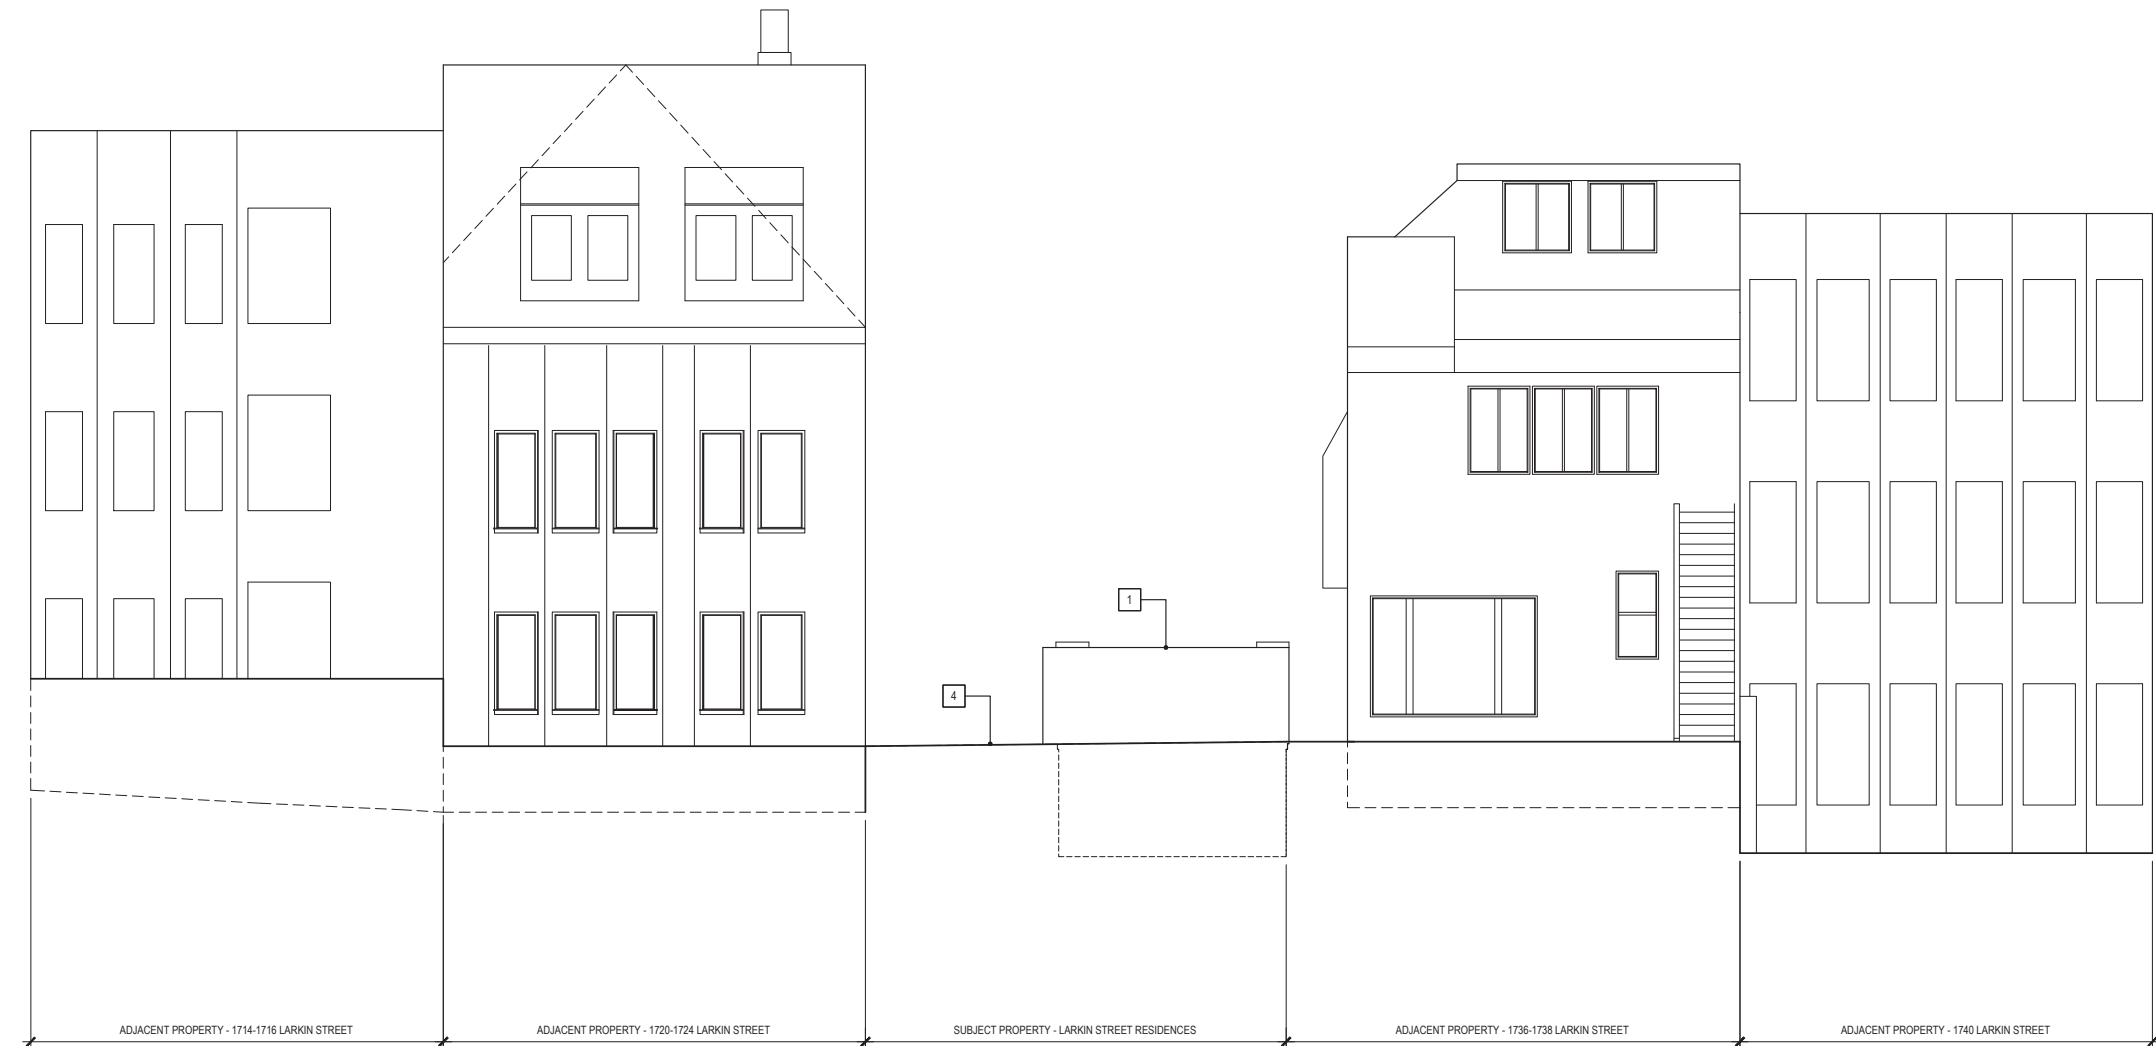 1
4
ADJACENT PROPERTY - 1714-1716 LARKIN STREET
ADJACENT PROPERTY - 1720-1724 LARKIN STREET
SUBJECT PROPERTY - LARKIN STREET RESIDENCES
ADJACENT PROPERTY - 1736-1738 LARKIN STREET
ADJACENT PROPERTY - 1740 LARKIN STREET